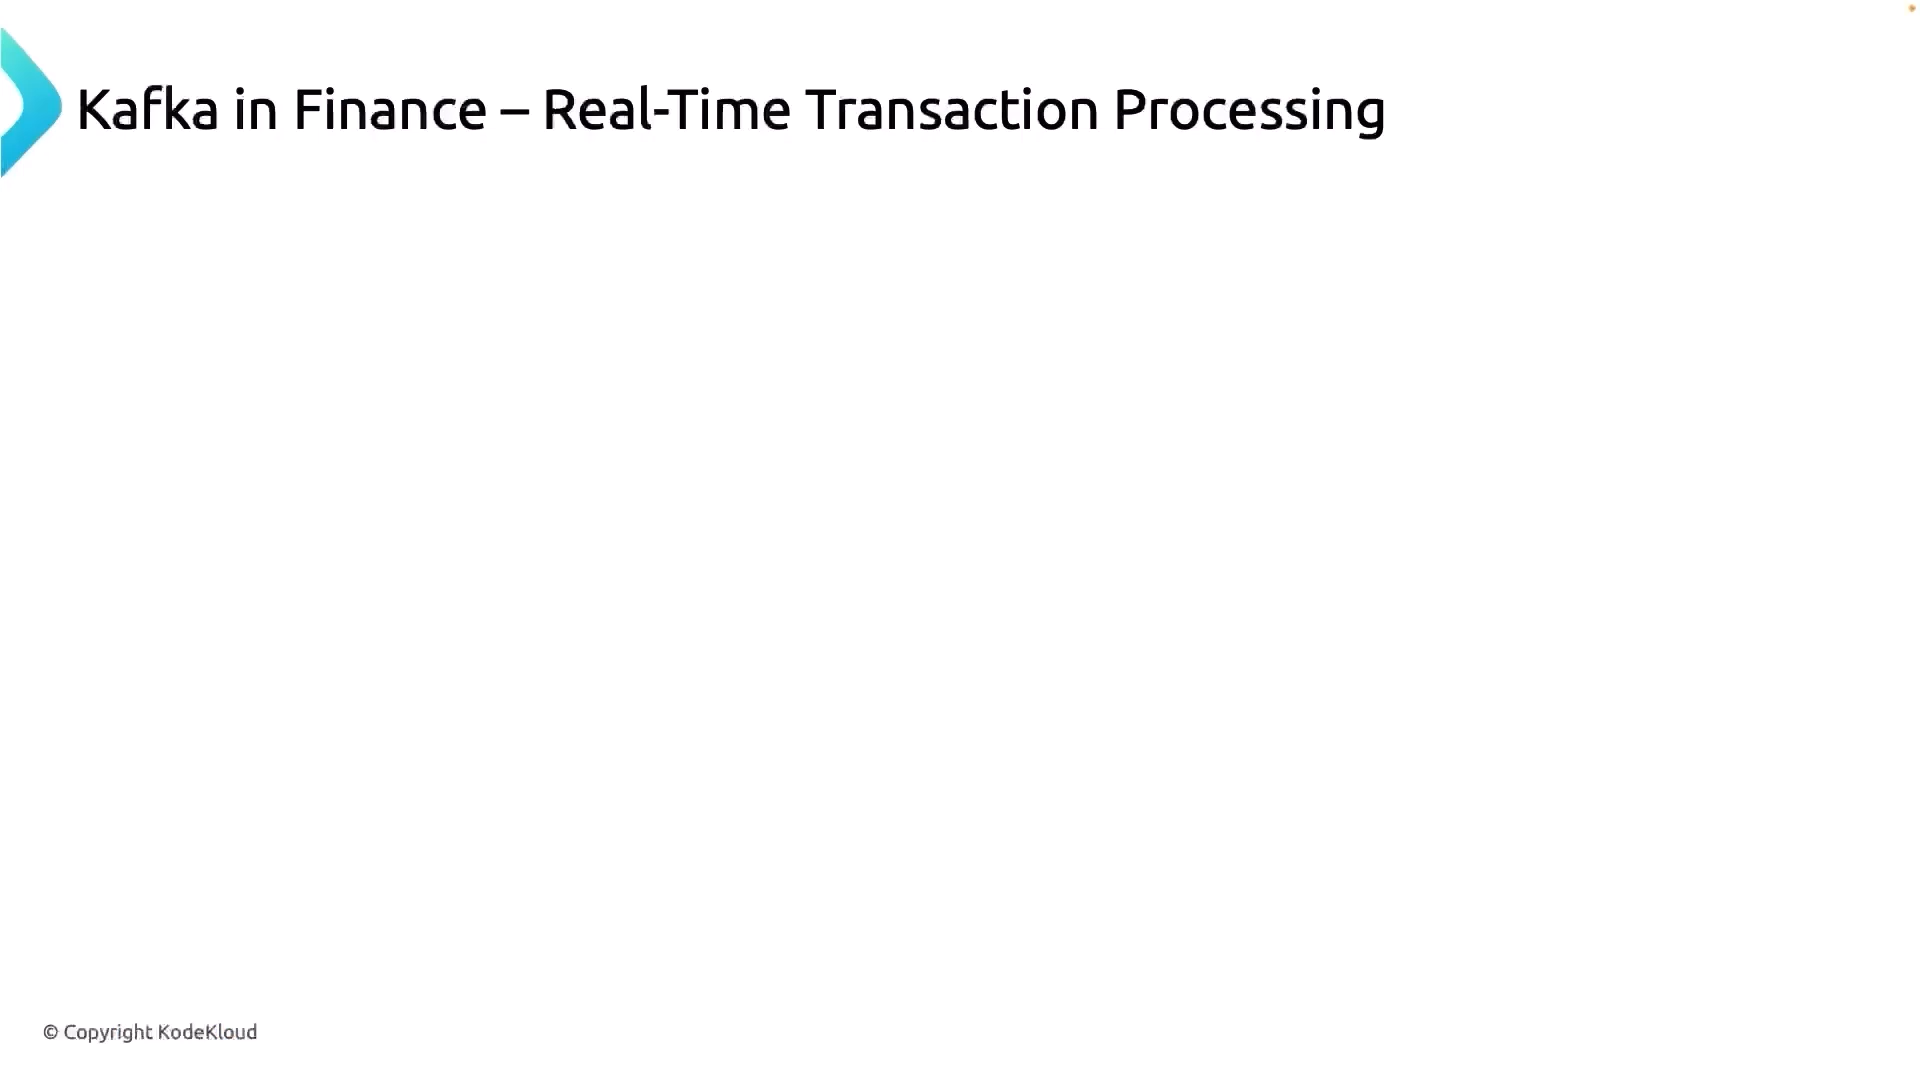 Kafka in Finance – Real-Time Transaction Processing
© Copyright KodeKloud